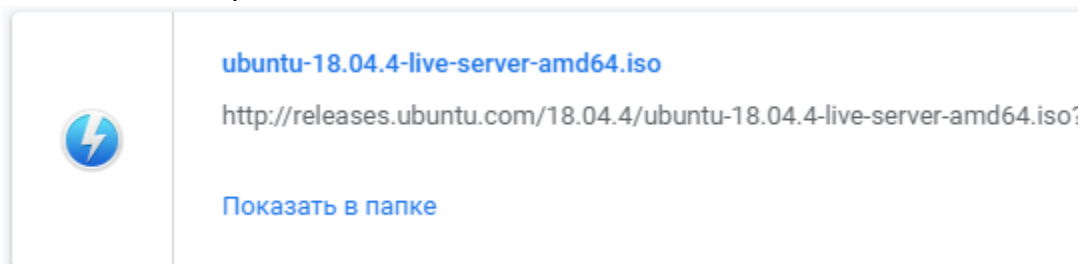 ubuntu-18.04.4-live-server-amd64.iso
http://releases.ubuntu.com/18.04.4/ubuntu-18.04.4-live-server-amd64.iso?
Показать в папке